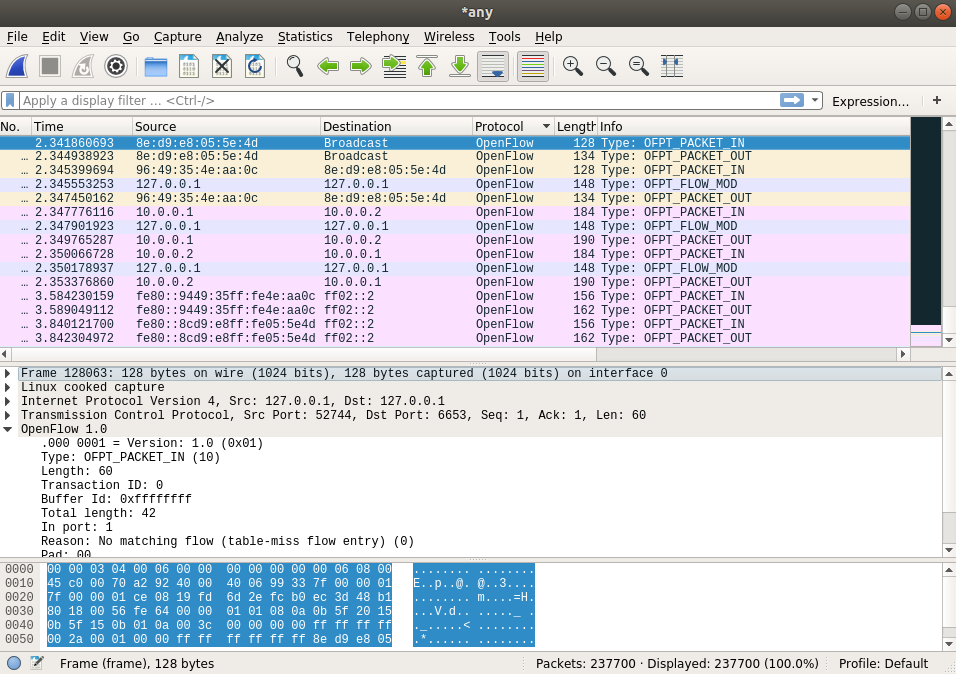 *any
File Edit View Go Capture Analyze Statistics Telephony Wireless Tools Help
Apply a display filter … <Ctrl-/> Expression… +
No. Time Source Destination Protocol Length Info
2.341860693 8e:d9:e8:05:5e:4d Broadcast OpenFlow 128 Type: OFPT_PACKET_IN
… 2.344938923 8e:d9:e8:05:5e:4d Broadcast OpenFlow 134 Type: OFPT_PACKET_OUT
… 2.345399694 96:49:35:4e:aa:0c 8e:d9:e8:05:5e:4d OpenFlow 128 Type: OFPT_PACKET_IN
… 2.345553253 127.0.0.1 127.0.0.1 OpenFlow 148 Type: OFPT_FLOW_MOD
… 2.347450162 96:49:35:4e:aa:0c 8e:d9:e8:05:5e:4d OpenFlow 134 Type: OFPT_PACKET_OUT
… 2.347776116 10.0.0.1 10.0.0.2 OpenFlow 184 Type: OFPT_PACKET_IN
… 2.347901923 127.0.0.1 127.0.0.1 OpenFlow 148 Type: OFPT_FLOW_MOD
… 2.349765287 10.0.0.1 10.0.0.2 OpenFlow 190 Type: OFPT_PACKET_OUT
… 2.350066728 10.0.0.2 10.0.0.1 OpenFlow 184 Type: OFPT_PACKET_IN
… 2.350178937 127.0.0.1 127.0.0.1 OpenFlow 148 Type: OFPT_FLOW_MOD
… 2.353376860 10.0.0.2 10.0.0.1 OpenFlow 190 Type: OFPT_PACKET_OUT
… 3.584230159 fe80::9449:35ff:fe4e:aa0c ff02::2 OpenFlow 156 Type: OFPT_PACKET_IN
… 3.589049112 fe80::9449:35ff:fe4e:aa0c ff02::2 OpenFlow 162 Type: OFPT_PACKET_OUT
… 3.840121700 fe80::8cd9:e8ff:fe05:5e4d ff02::2 OpenFlow 156 Type: OFPT_PACKET_IN
… 3.842304972 fe80::8cd9:e8ff:fe05:5e4d ff02::2 OpenFlow 162 Type: OFPT_PACKET_OUT
Frame 128063: 128 bytes on wire (1024 bits), 128 bytes captured (1024 bits) on interface 0
Linux cooked capture
Internet Protocol Version 4, Src: 127.0.0.1, Dst: 127.0.0.1
Transmission Control Protocol, Src Port: 52744, Dst Port: 6653, Seq: 1, Ack: 1, Len: 60
OpenFlow 1.0
.000 0001 = Version: 1.0 (0x01)
Type: OFPT_PACKET_IN (10)
Length: 60
Transaction ID: 0
Buffer Id: 0xffffffff
Total length: 42
In port: 1
Reason: No matching flow (table-miss flow entry) (0)
Pad: 00
0000 00 00 03 04 00 06 00 00 00 00 00 00 00 06 08 00 ........ ........
0010 45 c0 00 70 a2 92 40 00 40 06 99 33 7f 00 00 01 E..p..@. @..3....
0020 7f 00 00 01 ce 08 19 fd 6d 2e fc b0 ec 3d 48 b1 ........ m....=H.
0030 80 18 00 56 fe 64 00 00 01 01 08 0a 0b 5f 20 15 ...V.d.. ....._ .
0040 0b 5f 15 0b 01 0a 00 3c 00 00 00 00 ff ff ff ff ._.....< ........
0050 00 2a 00 01 00 00 ff ff ff ff ff ff 8e d9 e8 05 .*...... ........
Frame (frame), 128 bytes Packets: 237700 · Displayed: 237700 (100.0%) Profile: Default